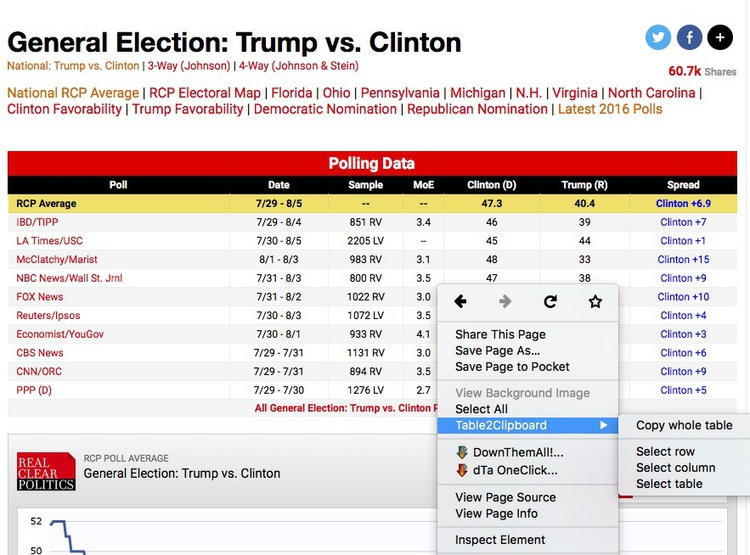 General Election: Trump vs. Clinton
National: Trump vs. Clinton | 3-Way (Johnson) | 4-Way (Johnson & Stein)
60.7k Shares
National RCP Average | RCP Electoral Map | Florida | Ohio | Pennsylvania | Michigan | N.H. | Virginia | North Carolina |
Clinton Favorability | Trump Favorability | Democratic Nomination | Republican Nomination | Latest 2016 Polls
Polling Data
Poll Date Sample MoE Clinton (D) Trump (R) Spread
RCP Average 7/29 - 8/5 -- -- 47.3 40.4 Clinton +6.9
IBD/TIPP 7/29 - 8/4 851 RV 3.4 46 39 Clinton +7
LA Times/USC 7/30 - 8/5 2205 LV -- 45 44 Clinton +1
McClatchy/Marist 8/1 - 8/3 983 RV 3.1 48 33 Clinton +15
NBC News/Wall St. Jrnl 7/31 - 8/3 800 RV 3.5 47 38 Clinton +9
FOX News 7/31 - 8/2 1022 RV 3.0 Clinton +10
Reuters/Ipsos 7/30 - 8/3 1072 LV 3.5 Clinton +4
Economist/YouGov 7/30 - 8/1 933 RV 4.1 Clinton +3
CBS News 7/29 - 7/31 1131 RV 3.0 Clinton +6
CNN/ORC 7/29 - 7/31 894 RV 3.5 Clinton +9
PPP (D) 7/29 - 7/30 1276 LV 2.7 Clinton +5
All General Election: Trump vs. Clinton
Share This Page
Save Page As...
Save Page to Pocket
View Background Image
Select All
Table2Clipboard
DownThemAll!...
dTa OneClick...
View Page Source
View Page Info
Inspect Element
Copy whole table
Select row
Select column
Select table
REAL
CLEAR
POLITICS
RCP POLL AVERAGE
General Election: Trump vs. Clinton
52
50